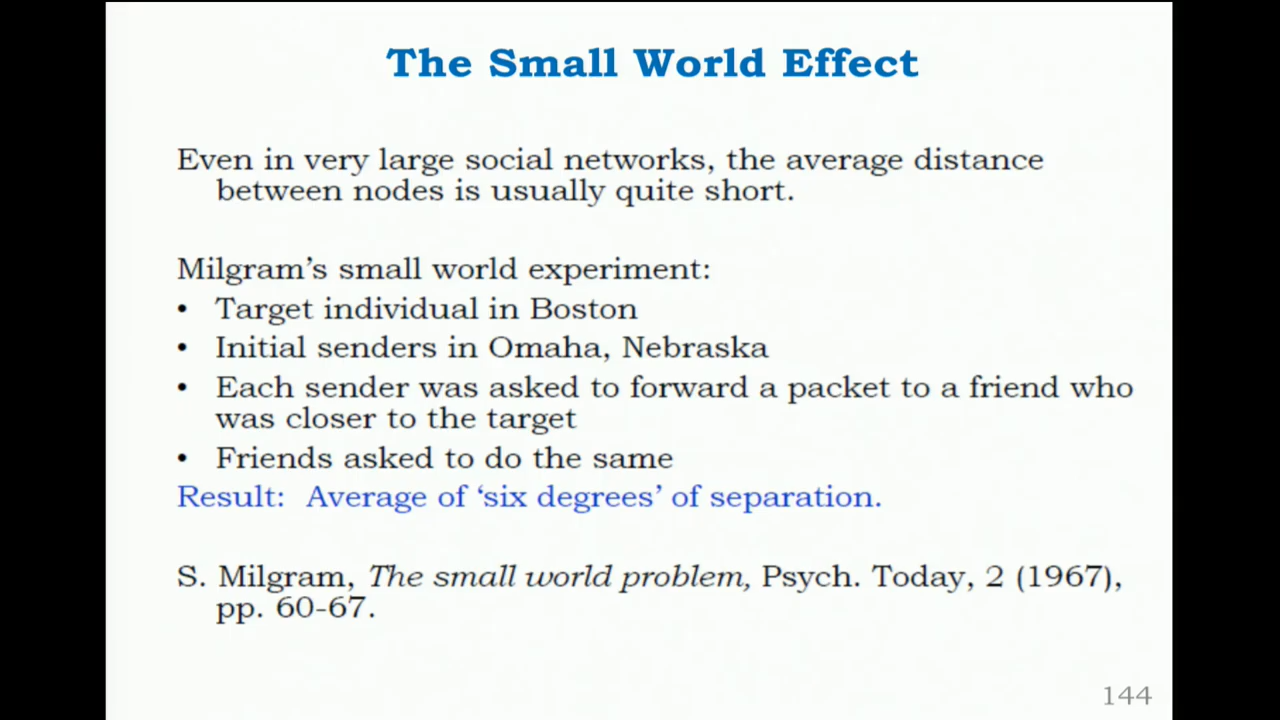 The Small World Effect
Even in very large social networks, the average distance
between nodes is usually quite short.
Milgram's small world experiment:
• Target individual in Boston
• Initial senders in Omaha, Nebraska
• Each sender was asked to forward a packet to a friend who
was closer to the target
• Friends asked to do the same
Result: Average of ‘six degrees’ of separation.
S. Milgram, The small world problem, Psych. Today, 2 (1967),
pp. 60-67.
144